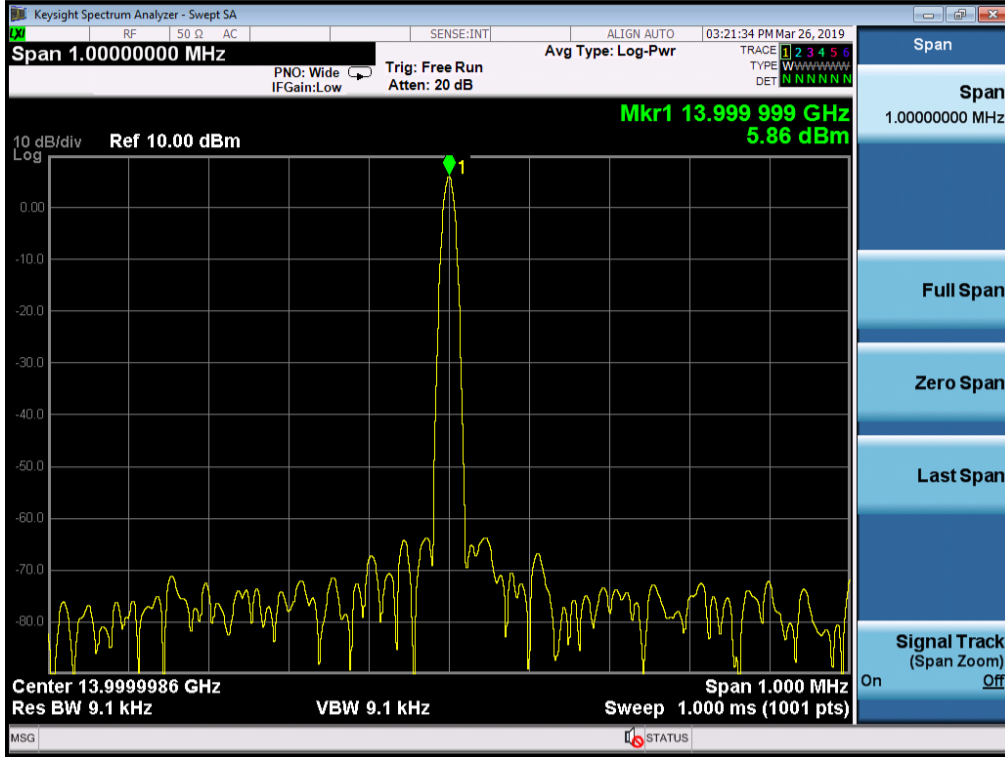 Keysight Spectrum Analyzer - Swept SA
LXI RF 50 Ω AC SENSE:INT ALIGN AUTO 03:21:34 PM Mar 26, 2019
Span 1.00000000 MHz
PNO: Wide
IFGain:Low
Trig: Free Run
Atten: 20 dB
Avg Type: Log-Pwr
TRACE 1 2 3 4 5 6
TYPE W W W W W W
DET N N N N N N
Mkr1 13.999 999 GHz
5.86 dBm
10 dB/div Ref 10.00 dBm
Log
1
0.00
-10.0
-20.0
-30.0
-40.0
-50.0
-60.0
-70.0
-80.0
Center 13.9999986 GHz Span 1.000 MHz
Res BW 9.1 kHz VBW 9.1 kHz Sweep 1.000 ms (1001 pts)
MSG STATUS
Span
Span
1.00000000 MHz
Full Span
Zero Span
Last Span
Signal Track
(Span Zoom)
On Off